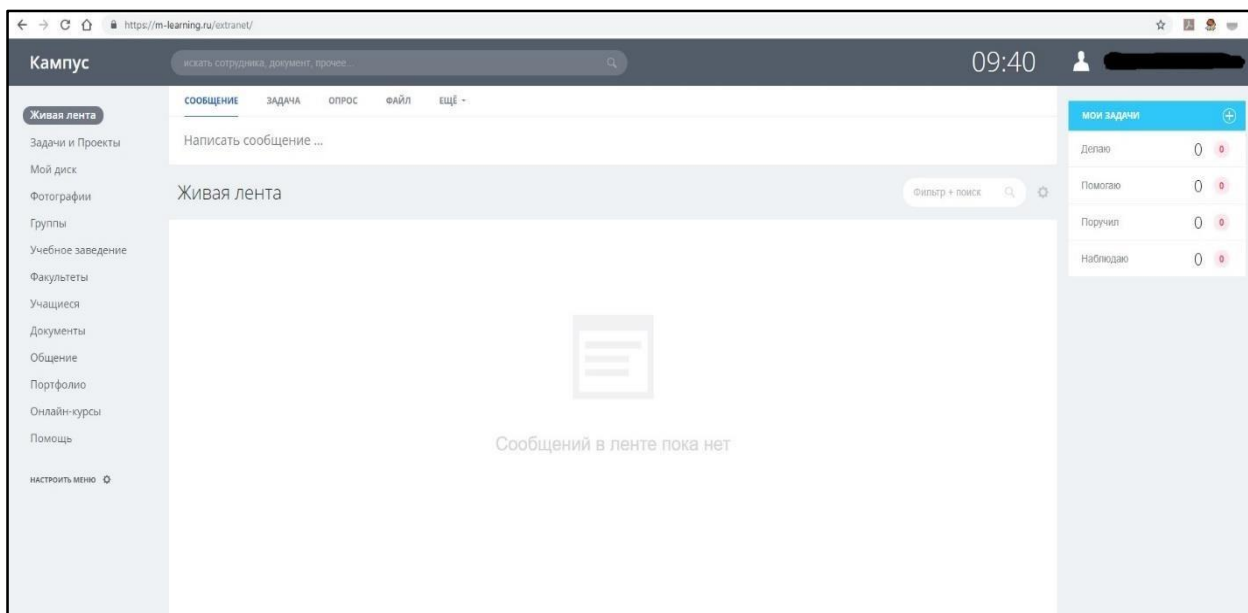 https://m-learning.ru/extranet/
Кампус
искать сотрудника, документ, прочее...
09:40
Живая лента
Задачи и Проекты
Мой диск
Фотографии
Группы
Учебное заведение
Факультеты
Учащиеся
Документы
Общение
Портфолио
Онлайн-курсы
Помощь
НАСТРОИТЬ МЕНЮ
СООБЩЕНИЕ ЗАДАЧА ОПРОС ФАЙЛ ЕЩЁ
Написать сообщение ...
Живая лента
Фильтр + поиск
Сообщений в ленте пока нет
МОИ ЗАДАЧИ
Делаю 0 0
Помогаю 0 0
Поручил 0 0
Наблюдаю 0 0